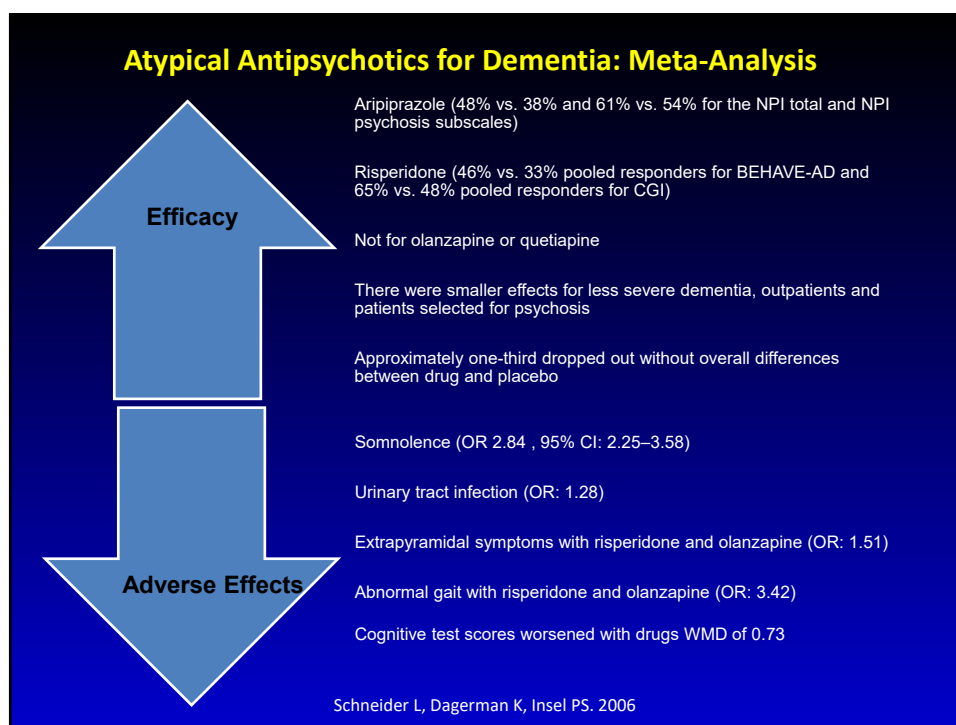 Atypical Antipsychotics for Dementia: Meta-Analysis
Efficacy
Aripiprazole (48% vs. 38% and 61% vs. 54% for the NPI total and NPI
psychosis subscales)
Risperidone (46% vs. 33% pooled responders for BEHAVE-AD and
65% vs. 48% pooled responders for CGI)
Not for olanzapine or quetiapine
There were smaller effects for less severe dementia, outpatients and
patients selected for psychosis
Approximately one-third dropped out without overall differences
between drug and placebo
Adverse Effects
Somnolence (OR 2.84 , 95% CI: 2.25–3.58)
Urinary tract infection (OR: 1.28)
Extrapyramidal symptoms with risperidone and olanzapine (OR: 1.51)
Abnormal gait with risperidone and olanzapine (OR: 3.42)
Cognitive test scores worsened with drugs WMD of 0.73
Schneider L, Dagerman K, Insel PS. 2006